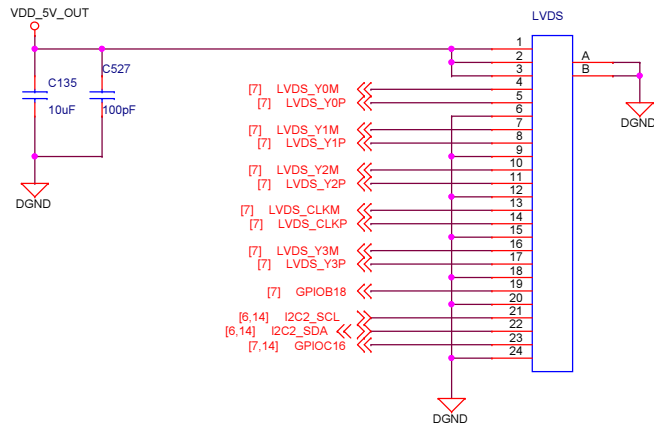 VDD_5V_OUT
LVDS
C135
10uF
C527
100pF
DGND
1
2
3
4
5
6
7
8
9
10
11
12
13
14
15
16
17
18
19
20
21
22
23
24
A
B
DGND
[7] LVDS_Y0M
[7] LVDS_Y0P
[7] LVDS_Y1M
[7] LVDS_Y1P
[7] LVDS_Y2M
[7] LVDS_Y2P
[7] LVDS_CLKM
[7] LVDS_CLKP
[7] LVDS_Y3M
[7] LVDS_Y3P
[7] GPIOB18
[6,14] I2C2_SCL
[6,14] I2C2_SDA
[7,14] GPIOC16
DGND